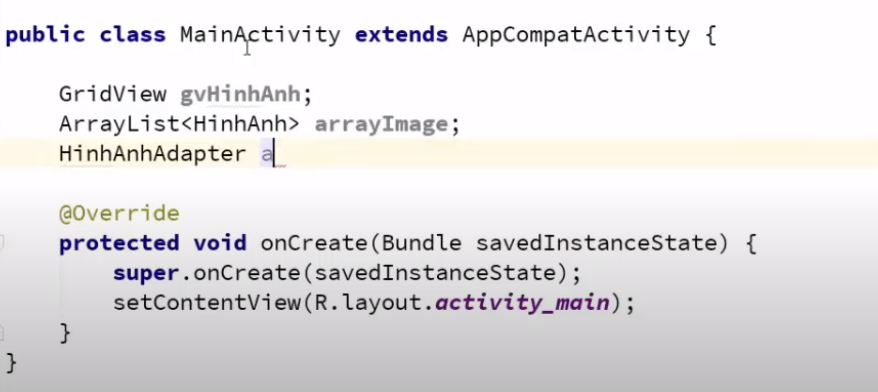 public class MainActivity extends AppCompatActivity {
GridView gvHinhAnh;
ArrayList<HinhAnh> arrayImage;
HinhAnhAdapter a
@Override
protected void onCreate(Bundle savedInstanceState) {
super.onCreate(savedInstanceState);
setContentView(R.layout.activity_main);
}
}